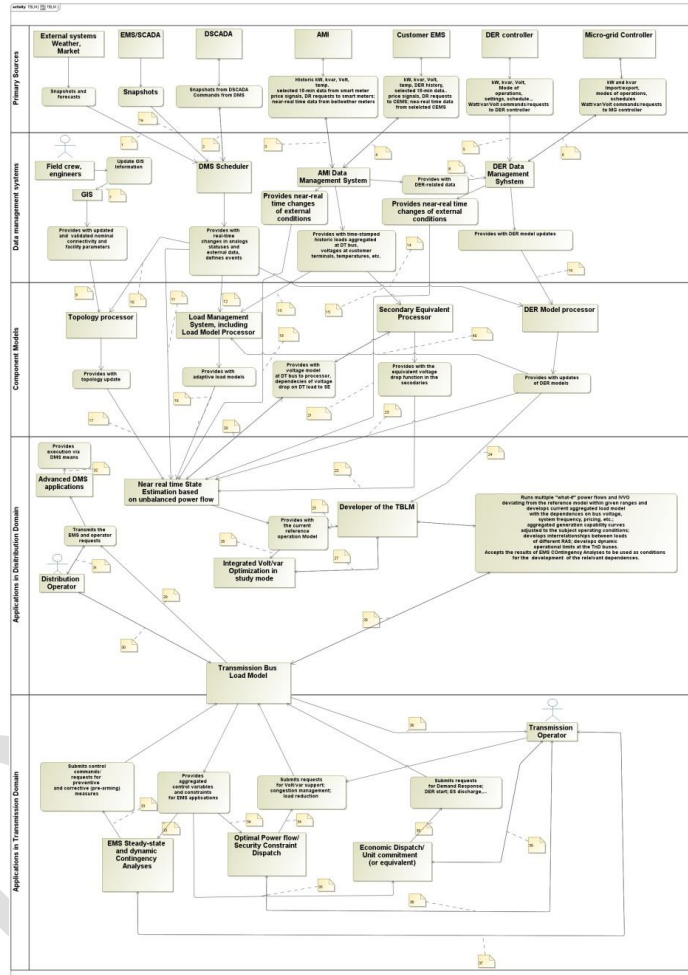 activity TBLM [ TBLM ]
Primary Sources
External systems
Weather,
Market
EMS/SCADA
DSCADA
AMI
Customer EMS
DER controller
Micro-grid Controller
Snapshots and
forecasts
Snapshots
Snapshots from DSCADA
Commands from DMS
Historic kW, kvar, Volt,
temp,
selected 10-min data from smart meter
price signals, DR requests to smart meters;
near-real time data from bellwether meters
kW, kvar, Volt,
temp, DER history,
selected 10-min data..
price signals, DR requests
to CEMS; nea-real time data
from selelcted CEMS
kW, kvar, Volt,
Mode of
operations,
settings, schedule...
Watt/var/Volt commands/requests
to DER controller
kW and kvar
import/export,
modes of operations,
schedules
Watt/var/Volt commands/requests
to MG controller
Data management systems
Field crew,
engineers
Update GIS
Information
GIS
DMS Scheduler
AMI Data
Management System
Provides with
DER-related data
DER Data
Management
Syhstem
Provides near-real
time changes
of external
conditions
Provides near-real time
changes of external
conditions
Provides with updated
and validated nominal
connectivity and
facility parameters
Provides with
real-time
changes in analogs
statuses and
external data,
defines events
Provides with time-stamped
historic loads aggregated
at DT bus,
voltages at customer
terminals, temperatures, etc.
Provides with DER model updates
Component Models
Topology processor
Load Management
System, including
Load Model Processor
Secondary Equivalent
Processor
DER Model processor
Provides with
topology update
Provides with
adaptive load models
Provides with
voltage model
at DT bus to processor,
dependecies of voltage
drop on DT load to SE
Provides with the
equivalent voltage
drop function in the
secodaries
Provides with updates
of DER models
Applications in Distribution Domain
Provides
execution via
DMS means
Advanced DMS
applications
Near real time State
Estimation based
on unbalanced power flow
Developer of the TBLM
Provides with
the current
reference
operation Model
Runs multiple "what-if" power flows and IVVO
deviating from the reference model within given ranges and
develops current aggregated load model
with the dependences on bus voltage,
system frequency, pricing, etc.;
aggregated generation capability curves
adjusted to the subject operating conditions;
develops interrelationships between loads
of different RAS; develops dynamic
operational limits at the TnD buses.
Accepts the results of EMS COntingency Analyses to be used as conditions
for the development of the relelvant dependences.
Transmits the
EMS and operator
requests
Distribution
Operator
Integrated Volt/var
Optimization in
study mode
Transmission Bus
Load Model
Applications in Transmission Domain
Transmission
Operator
Submits control
commands;
requests for
preventive
and corrective (pre-arming)
measures
Provides
aggregated
control variables
and constraints
for EMS applications
Submits requests
for Volt/var support;
congestion management;
load reduction
Submits requests
for Demand Response;
DER start; ES discharge,...
EMS Steady-state
and dynamic
Contingency
Analyses
Optimal Power flow/
Security Constraint
Dispatch
Economic Dispatch/
Unit commitment
(or equivalent)